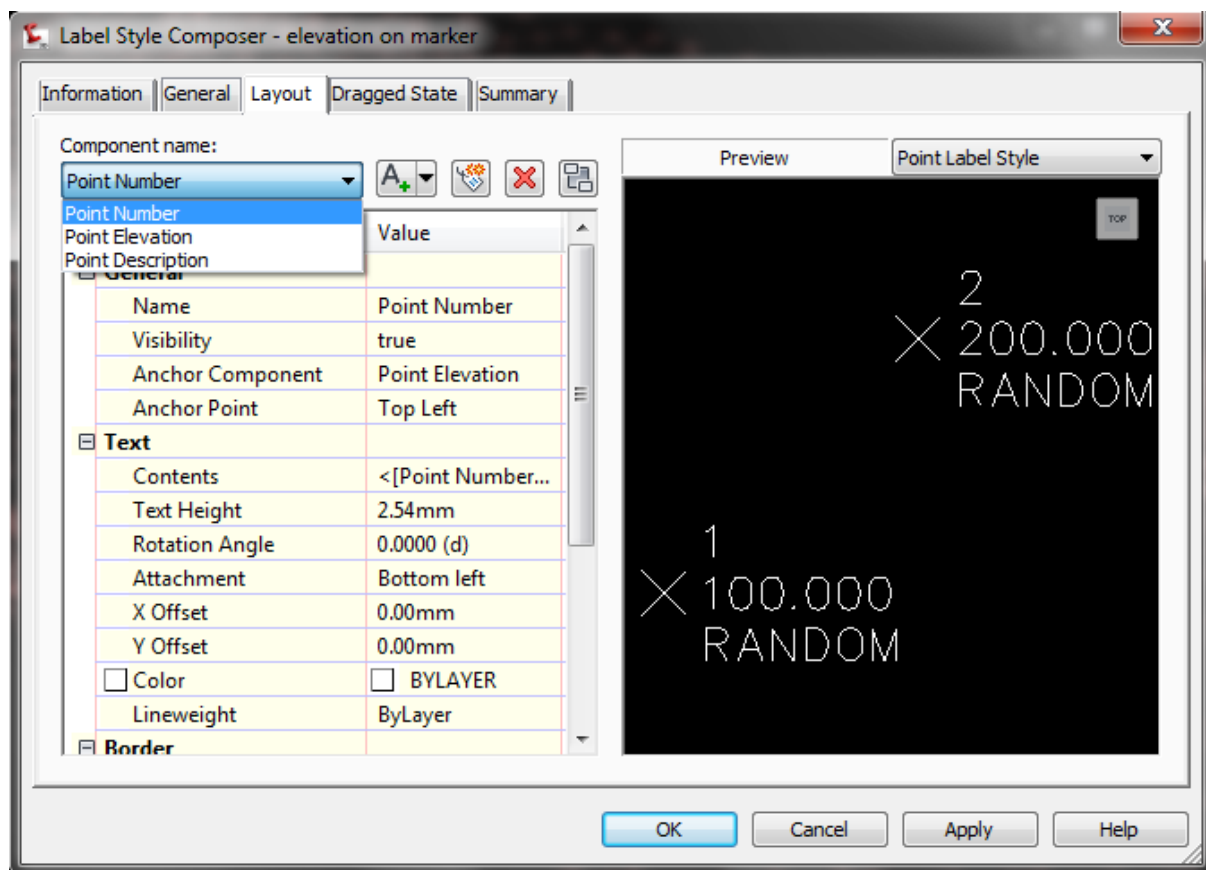 Label Style Composer - elevation on marker
Information General Layout Dragged State Summary
Component name:
Point Number
Point Number
Point Elevation
Point Description
Value
General
Name Point Number
Visibility true
Anchor Component Point Elevation
Anchor Point Top Left
Text
Contents <[Point Number...
Text Height 2.54mm
Rotation Angle 0.0000 (d)
Attachment Bottom left
X Offset 0.00mm
Y Offset 0.00mm
Color BYLAYER
Lineweight ByLayer
Border
Preview Point Label Style
TOP
2
200.000
RANDOM
1
100.000
RANDOM
OK Cancel Apply Help